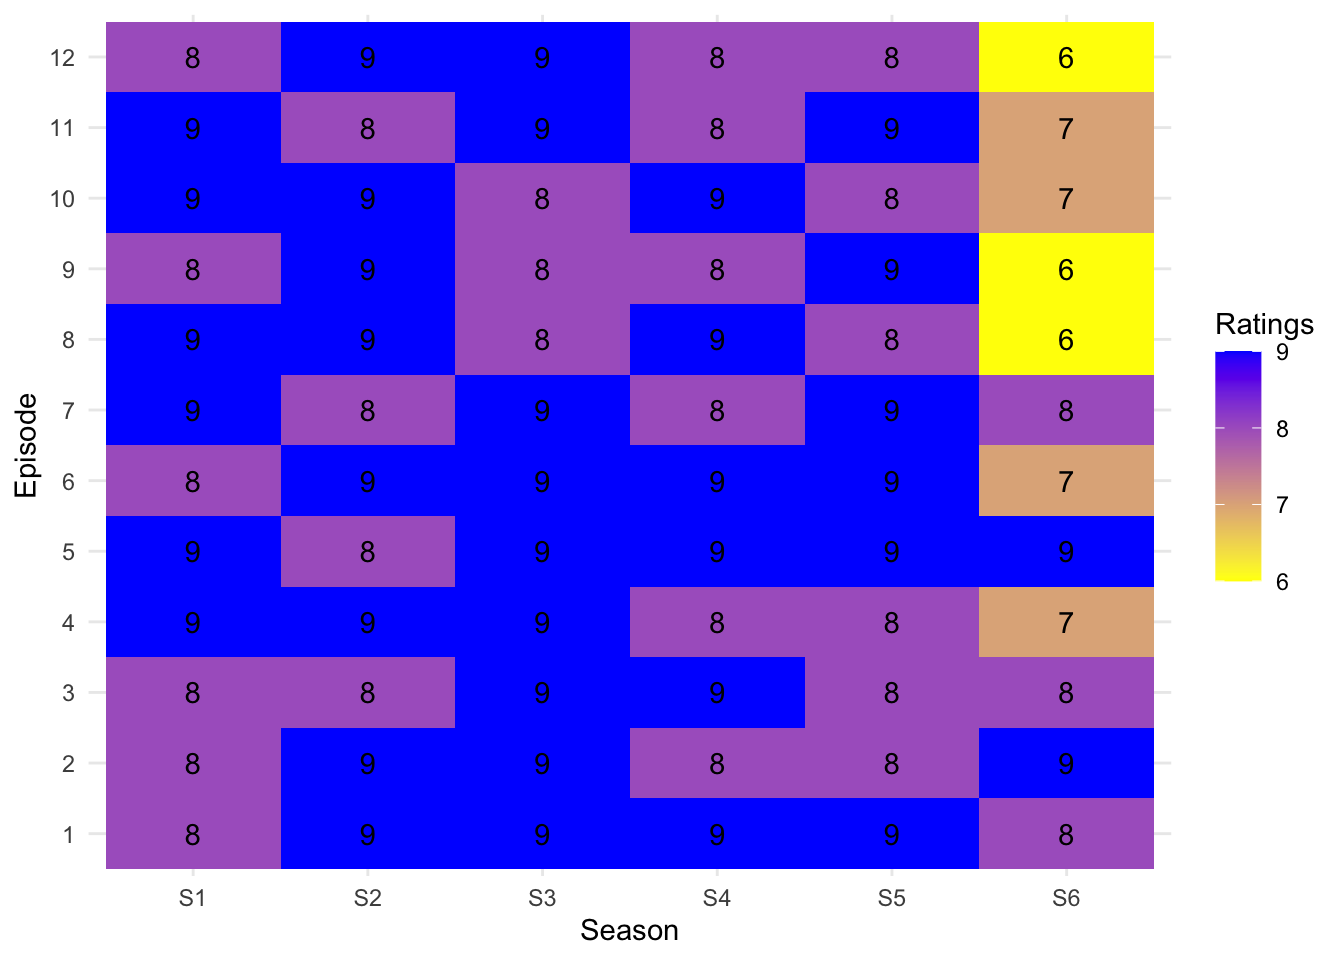 12 8 9 9 8 8 6
11 9 8 9 8 9 7
10 9 9 8 9 8 7
9 8 9 8 8 9 6
8 9 9 8 9 8 6
7 9 8 9 8 9 8
6 8 9 9 9 9 7
5 9 8 9 9 9 9
4 9 9 9 8 8 7
3 8 8 9 9 8 8
2 8 9 9 8 8 9
1 8 9 9 9 9 8
S1 S2 S3 S4 S5 S6
Season
Episode
Ratings
9
8
7
6